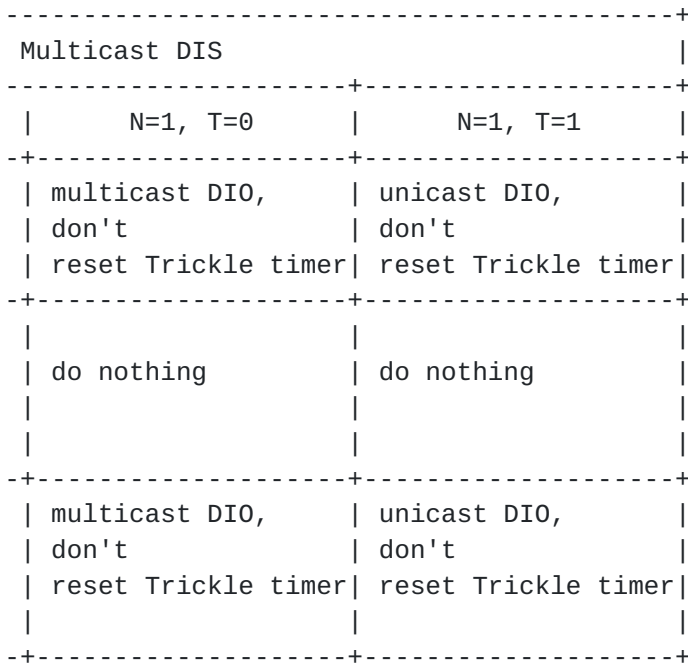 -------------------------------------------+
 Multicast DIS                             |
----------------------+--------------------+
 |      N=1, T=0      |      N=1, T=1      |
-+--------------------+--------------------+
 | multicast DIO,     | unicast DIO,       |
 | don't              | don't              |
 | reset Trickle timer| reset Trickle timer|
-+--------------------+--------------------+
 |                    |                    |
 | do nothing         | do nothing         |
 |                    |                    |
 |                    |                    |
-+--------------------+--------------------+
 | multicast DIO,     | unicast DIO,       |
 | don't              | don't              |
 | reset Trickle timer| reset Trickle timer|
 |                    |                    |
-+--------------------+--------------------+